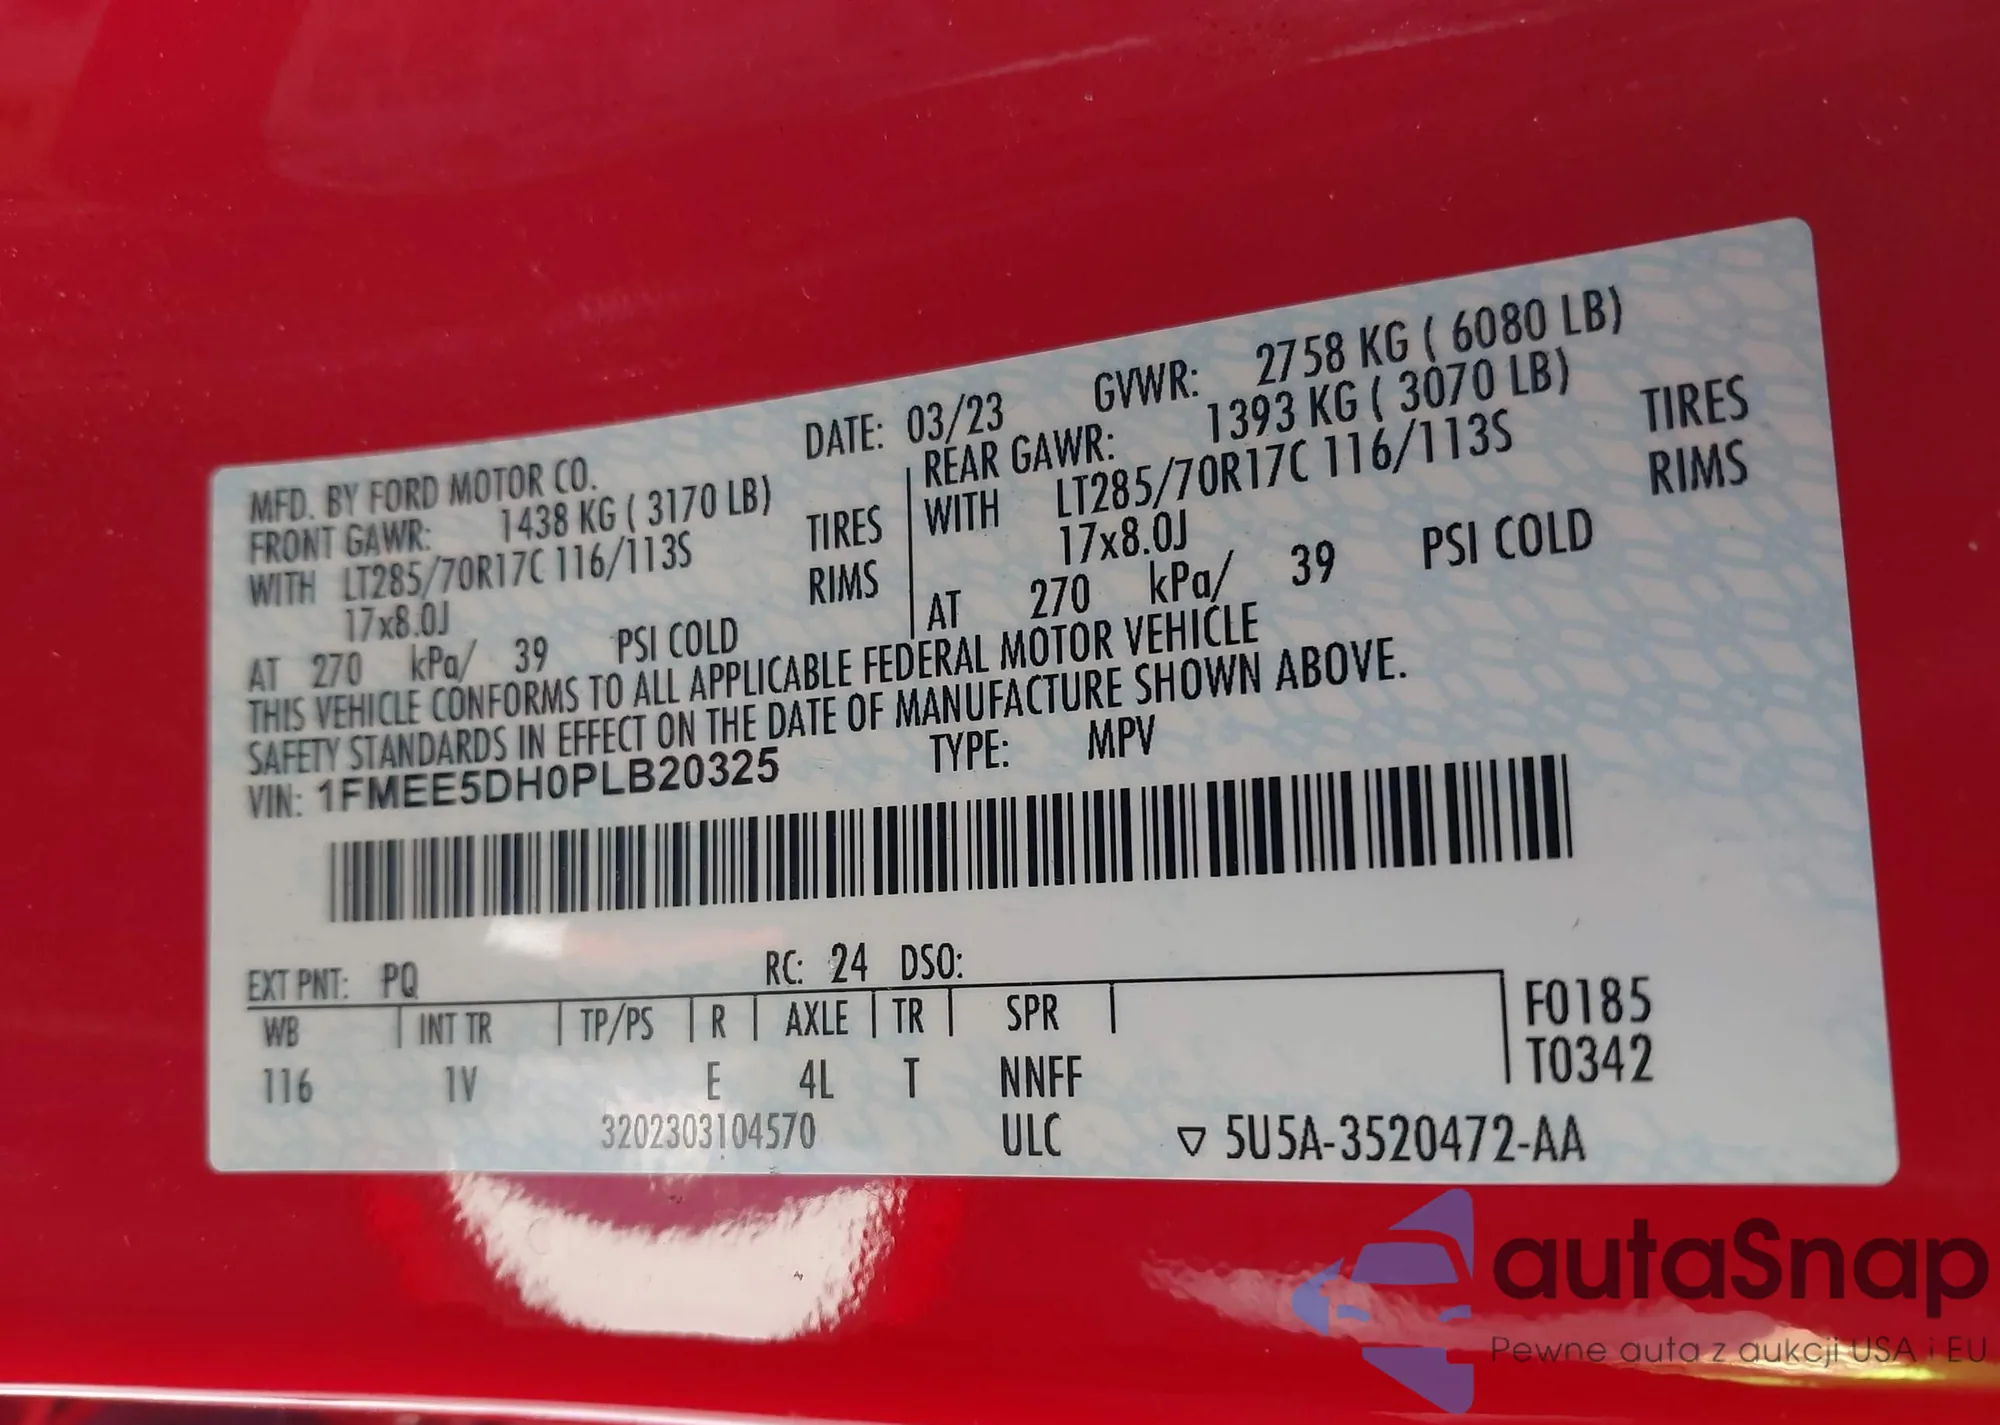 MFD. BY FORD MOTOR CO. DATE: 03/23 GVWR: 2758 KG ( 6080 LB)
FRONT GAWR: 1438 KG ( 3170 LB) REAR GAWR: 1393 KG ( 3070 LB)
WITH LT285/70R17C 116/113S TIRES WITH LT285/70R17C 116/113S TIRES
17x8.0J RIMS 17x8.0J RIMS
AT 270 kPa/ 39 PSI COLD AT 270 kPa/ 39 PSI COLD
THIS VEHICLE CONFORMS TO ALL APPLICABLE FEDERAL MOTOR VEHICLE
SAFETY STANDARDS IN EFFECT ON THE DATE OF MANUFACTURE SHOWN ABOVE.
VIN: 1FMEE5DH0PLB20325 TYPE: MPV
EXT PNT: PQ RC: 24 DSO:
WB INT TR TP/PS R AXLE TR SPR F0185
T0342
116 1V E 4L T NNFF
3202303104570 ULC ▽ 5U5A-3520472-AA
autaSnap
Pewne auta z aukcji USA i EU